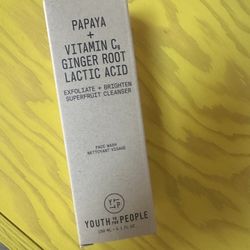 PAPAYA
+
VITAMIN C,
GINGER ROOT
LACTIC ACID
EXFOLIATE + BRIGHTEN
SUPERFRUIT CLEANSER
FACE WASH
NETTOYANT VISAGE
Y
P
YOUTH TO THE PEOPLE